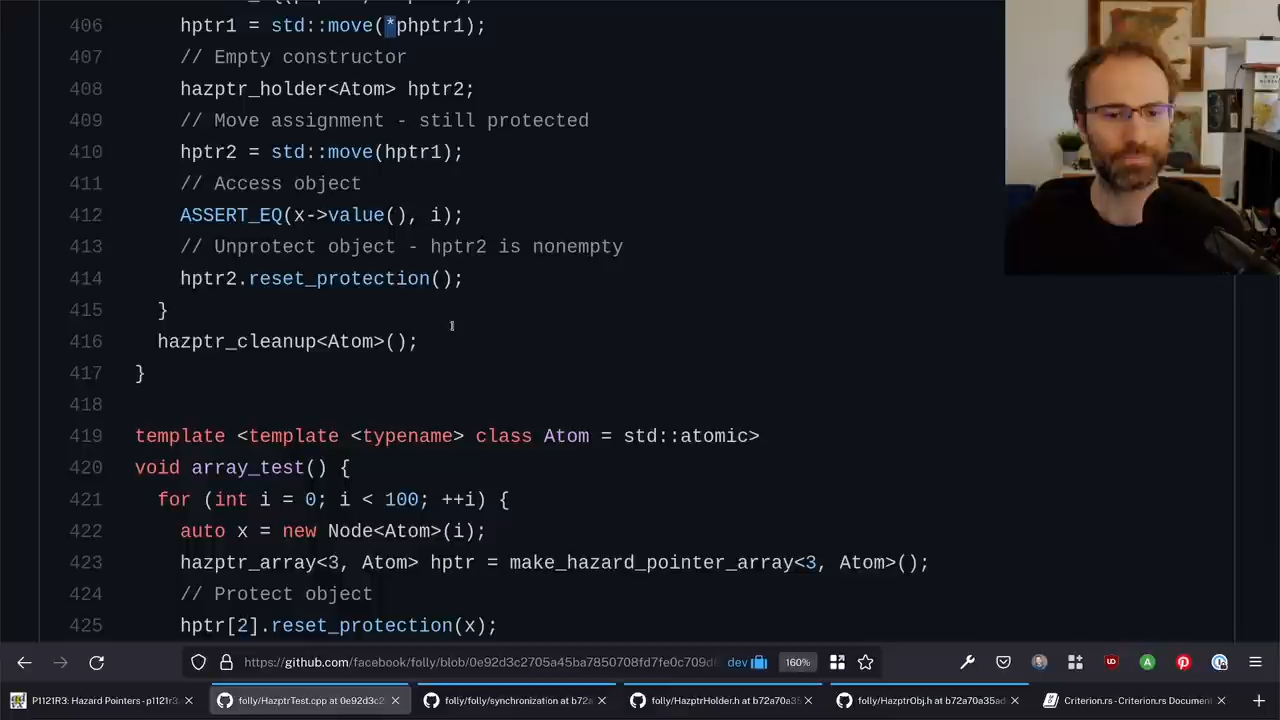 406 hptr1 = std::move(*phptr1);
407 // Empty constructor
408 hazptr_holder<Atom> hptr2;
409 // Move assignment - still protected
410 hptr2 = std::move(hptr1);
411 // Access object
412 ASSERT_EQ(x->value(), i);
413 // Unprotect object - hptr2 is nonempty
414 hptr2.reset_protection();
415 }
416 hazptr_cleanup<Atom>();
417 }
418
419 template <template <typename> class Atom = std::atomic>
420 void array_test() {
421 for (int i = 0; i < 100; ++i) {
422 auto x = new Node<Atom>(i);
423 hazptr_array<3, Atom> hptr = make_hazard_pointer_array<3, Atom>();
424 // Protect object
425 hptr[2].reset_protection(x);
https://github.com/facebook/folly/blob/0e92d3c2705a45ba7850708fd7fe0c709d dev 160%
P1121R3: Hazard Pointers - p1121r3. folly/HazptrTest.cpp at 0e92d3c2 folly/folly/synchronization at b72a folly/HazptrHolder.h at b72a70a35 folly/HazptrObj.h at b72a70a35ad Criterion.rs - Criterion.rs Document